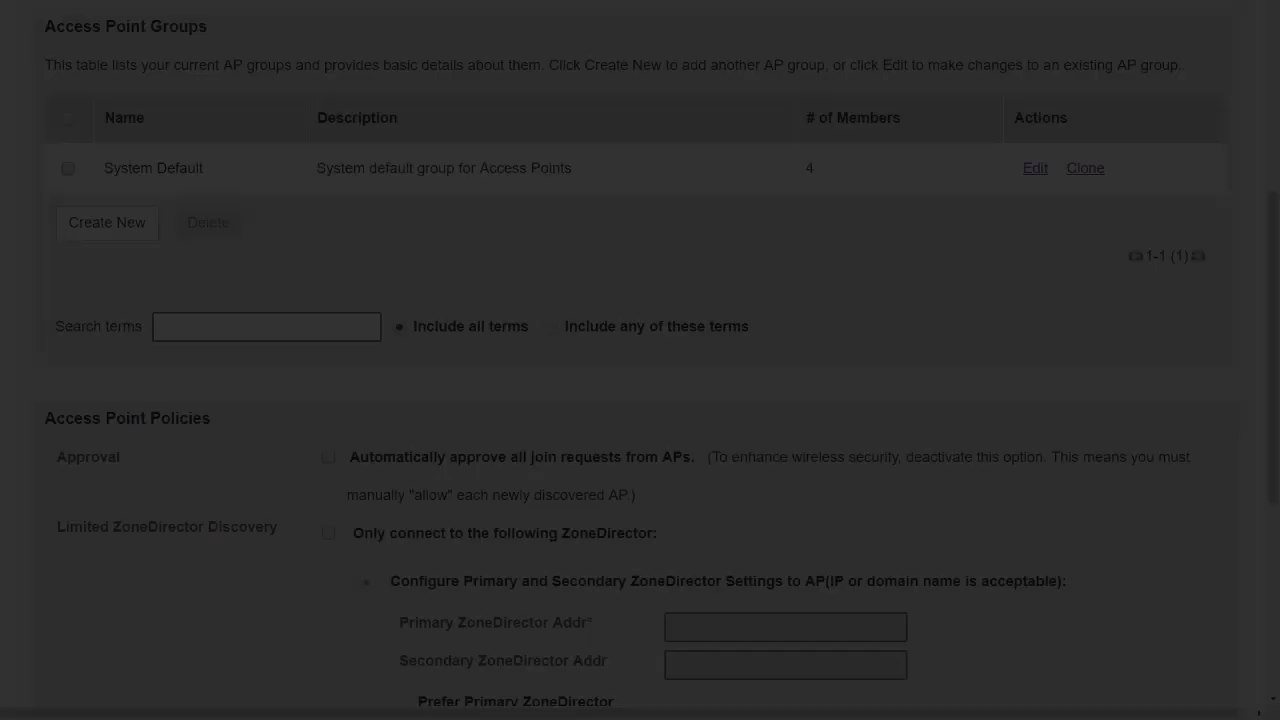 Access Point Groups
This table lists your current AP groups and provides basic details about them. Click Create New to add another AP group, or click Edit to make changes to an existing AP group.
Name Description # of Members Actions
System Default System default group for Access Points 4 Edit Clone
Create New Delete
1-1 (1)
Search terms Include all terms Include any of these terms
Access Point Policies
Approval Automatically approve all join requests from APs. (To enhance wireless security, deactivate this option. This means you must
manually "allow" each newly discovered AP.)
Limited ZoneDirector Discovery Only connect to the following ZoneDirector:
Configure Primary and Secondary ZoneDirector Settings to AP(IP or domain name is acceptable):
Primary ZoneDirector Addr*
Secondary ZoneDirector Addr
Prefer Primary ZoneDirector